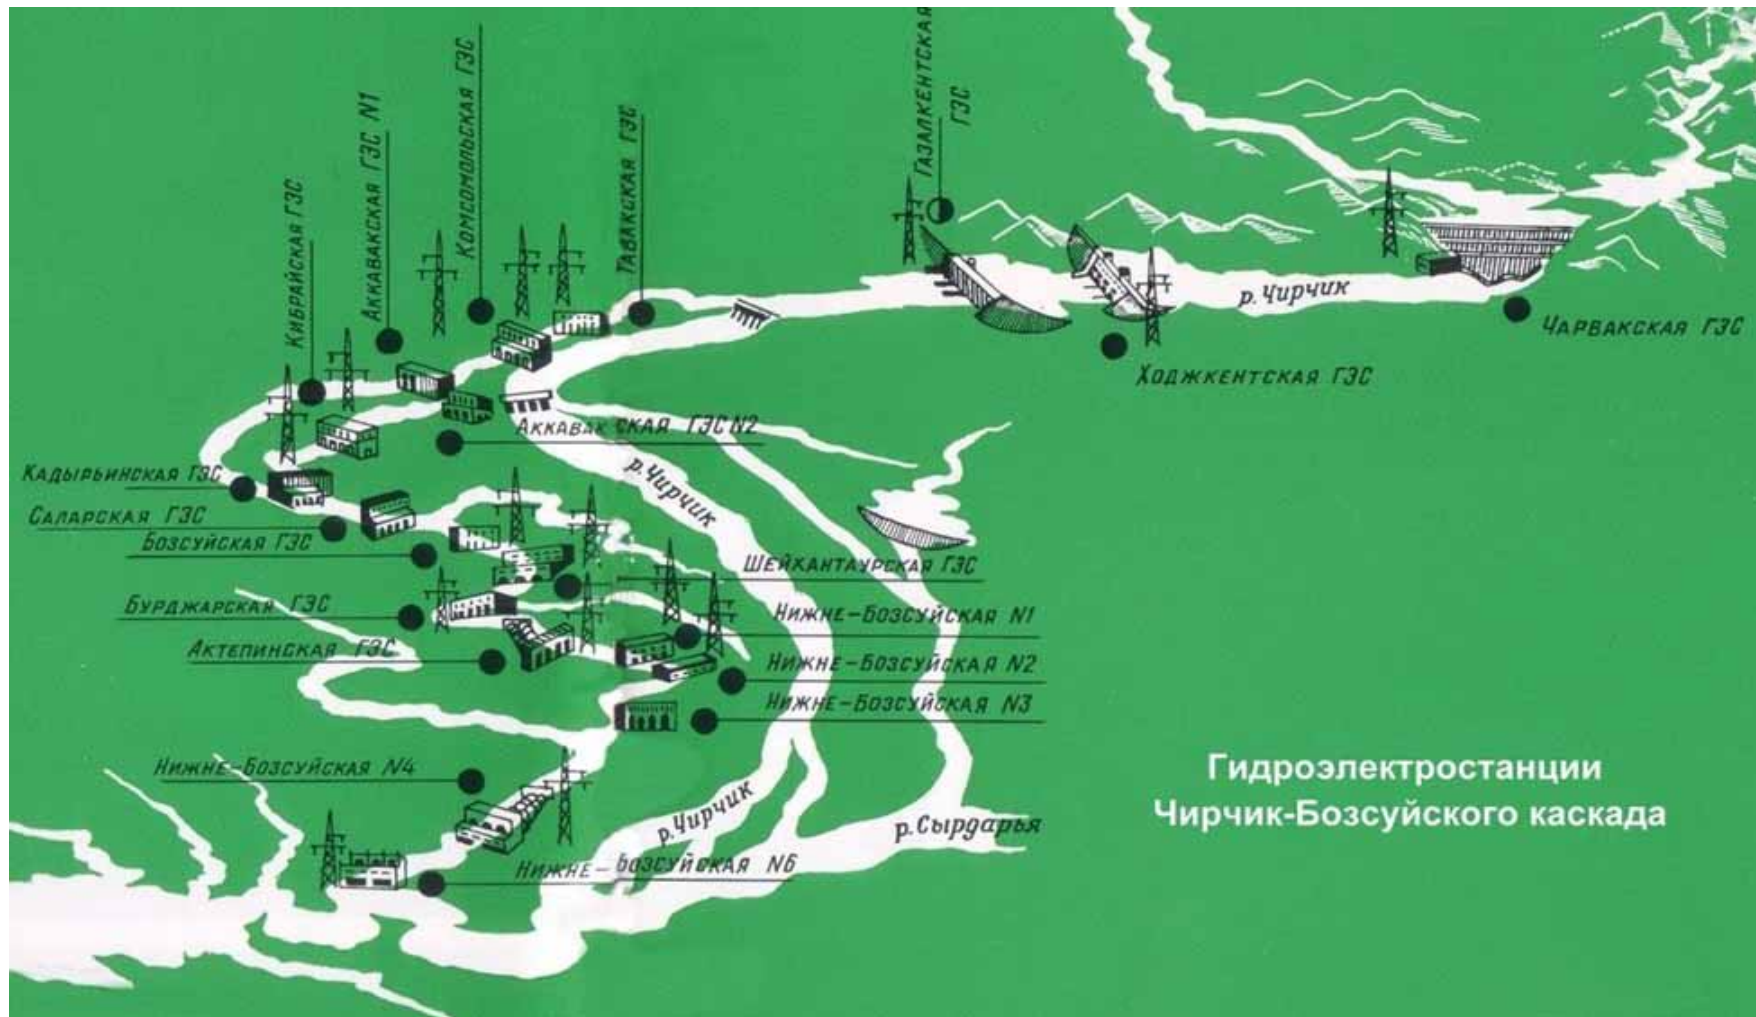 КИБРАЙСКАЯ ГЭС
АККАВАКСКАЯ ГЭС N1
КОМСОМОЛЬСКАЯ ГЭС
ТАВАКСКАЯ ГЭС
ГАЗАЛКЕНТСКАЯ
ГЭС
р. Чирчик
ЧАРВАКСКАЯ ГЭС
ХОДЖКЕНТСКАЯ ГЭС
АККАВАКСКАЯ ГЭС N2
р. Чирчик
КАДЫРЬИНСКАЯ ГЭС
САЛАРСКАЯ ГЭС
БОЗСУЙСКАЯ ГЭС
ШЕЙХАНТАУРСКАЯ ГЭС
БУРДЖАРСКАЯ ГЭС
НИЖНЕ-БОЗСУЙСКАЯ N1
АКТЕПИНСКАЯ ГЭС
НИЖНЕ-БОЗСУЙСКАЯ N2
НИЖНЕ-БОЗСУЙСКАЯ N3
НИЖНЕ-БОЗСУЙСКАЯ N4
р. Чирчик
р. Сырдарья
НИЖНЕ-БОЗСУЙСКАЯ N6
Гидроэлектростанции
Чирчик-Бозсуйского каскада